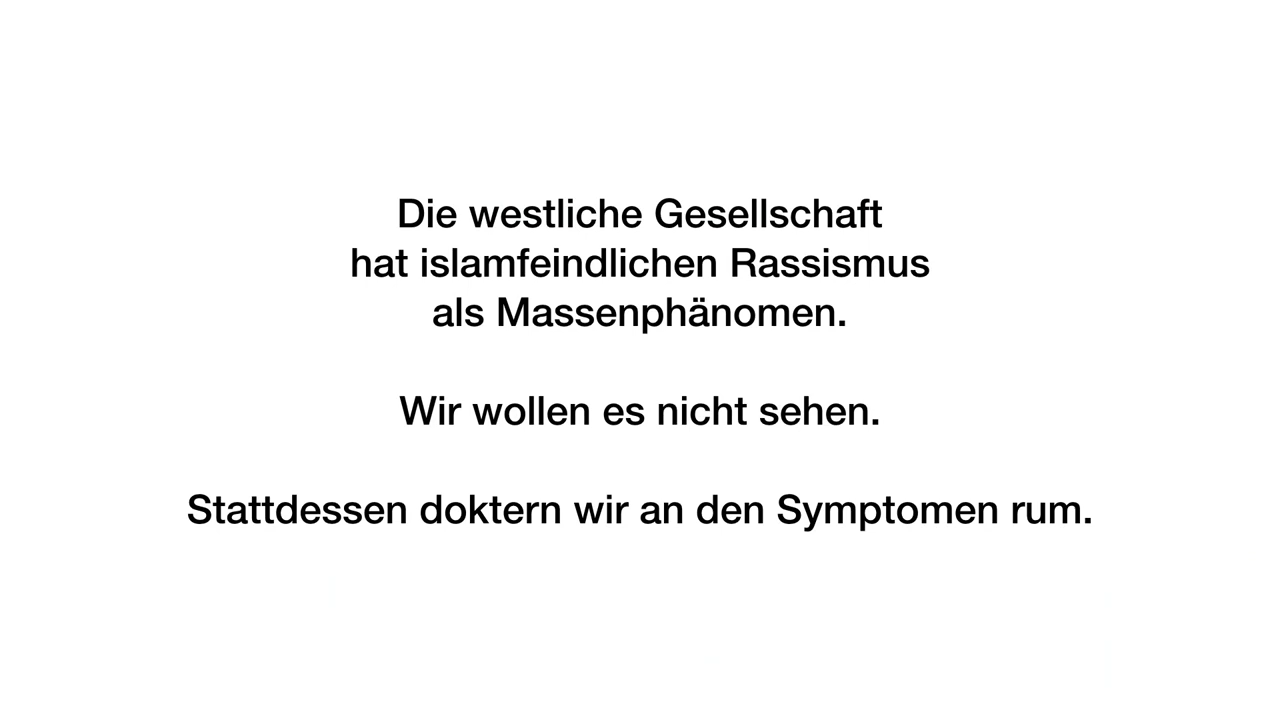 Die westliche Gesellschaft
hat islamfeindlichen Rassismus
als Massenphänomen.
Wir wollen es nicht sehen.
Stattdessen doktern wir an den Symptomen rum.